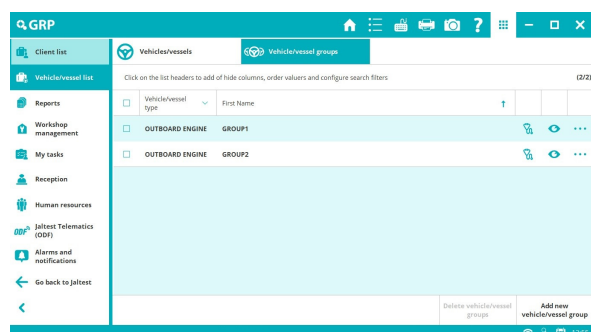 GRP
?
Client list
Vehicles/vessels
Vehicle/vessel groups
Vehicle/vessel list
Click on the list headers to add of hide columns, order valuers and configure search filters
(2/2)
Reports
Vehicle/vessel
type
First Name
Workshop
management
OUTBOARD ENGINE
GROUP1
My tasks
OUTBOARD ENGINE
GROUP2
Reception
Human resources
ODF
Jaltest Telematics
(ODF)
Alarms and
notifications
Go back to Jaltest
Delete vehicle/vessel
groups
Add new
vehicle/vessel group